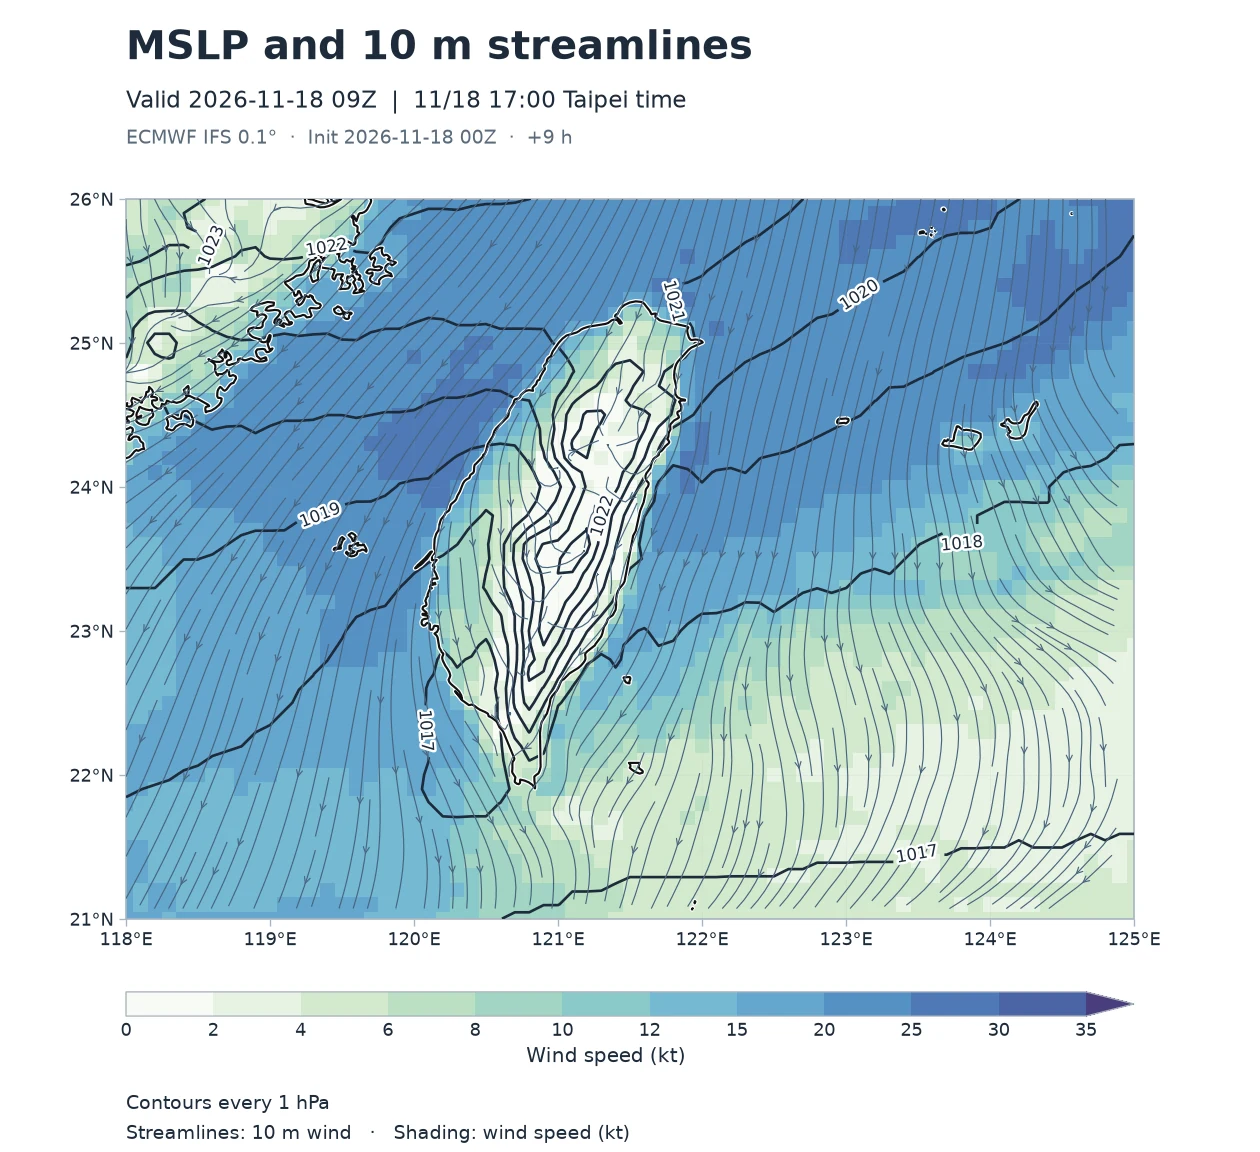 MSLP and 10 m streamlines
Valid 2026-11-18 09Z | 11/18 17:00 Taipei time
ECMWF IFS 0.1° · Init 2026-11-18 00Z · +9 h
26°N
25°N
24°N
23°N
22°N
21°N
1023
1022
1021
1020
1019
1022
1018
1017
1017
118°E 119°E 120°E 121°E 122°E 123°E 124°E 125°E
0 2 4 6 8 10 12 15 20 25 30 35
Wind speed (kt)
Contours every 1 hPa
Streamlines: 10 m wind · Shading: wind speed (kt)